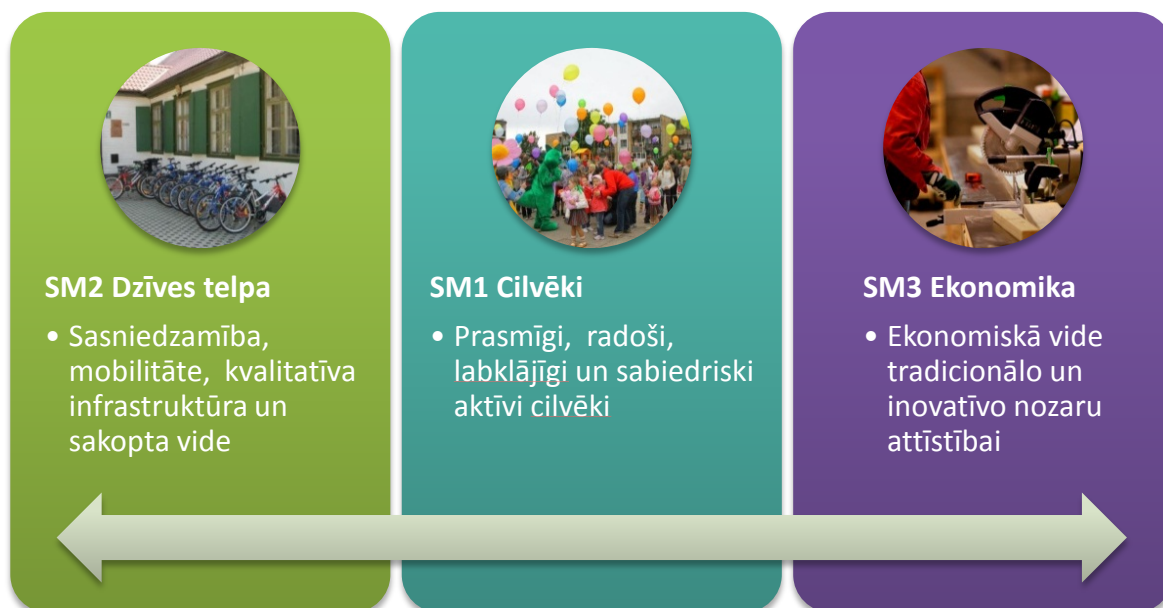 SM2 Dzīves telpa
• Sasniedzamība,
mobilitāte, kvalitatīva
infrastruktūra un
sakopta vide
SM1 Cilvēki
• Prasmīgi, radoši,
labklājīgi un sabiedriski
aktīvi cilvēki
SM3 Ekonomika
• Ekonomiskā vide
tradicionālo un
inovatīvo nozaru
attīstībai